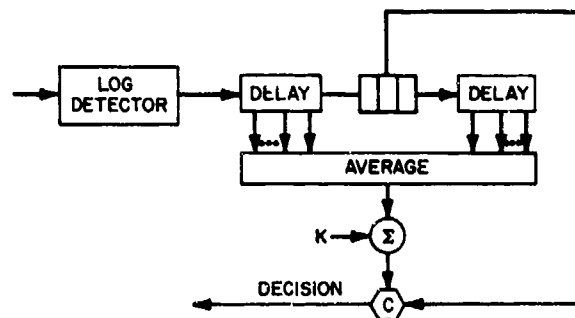 LOG
DETECTOR
DELAY
DELAY
AVERAGE
K
Σ
DECISION
C